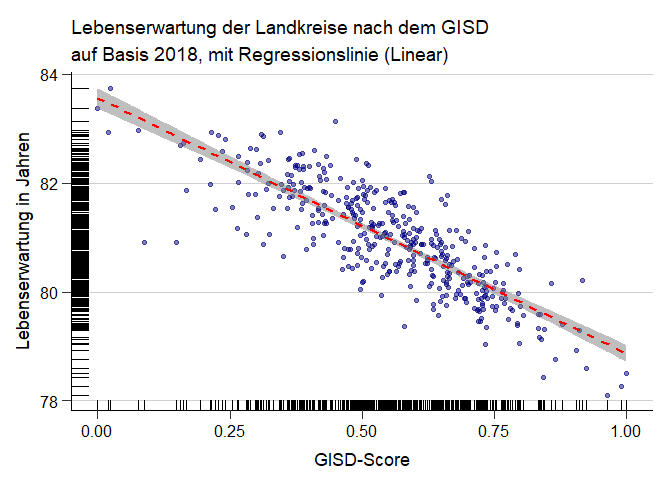 Lebenserwartung der Landkreise nach dem GISD
auf Basis 2018, mit Regressionslinie (Linear)
84
82
80
78
Lebenserwartung in Jahren
0.00 0.25 0.50 0.75 1.00
GISD-Score